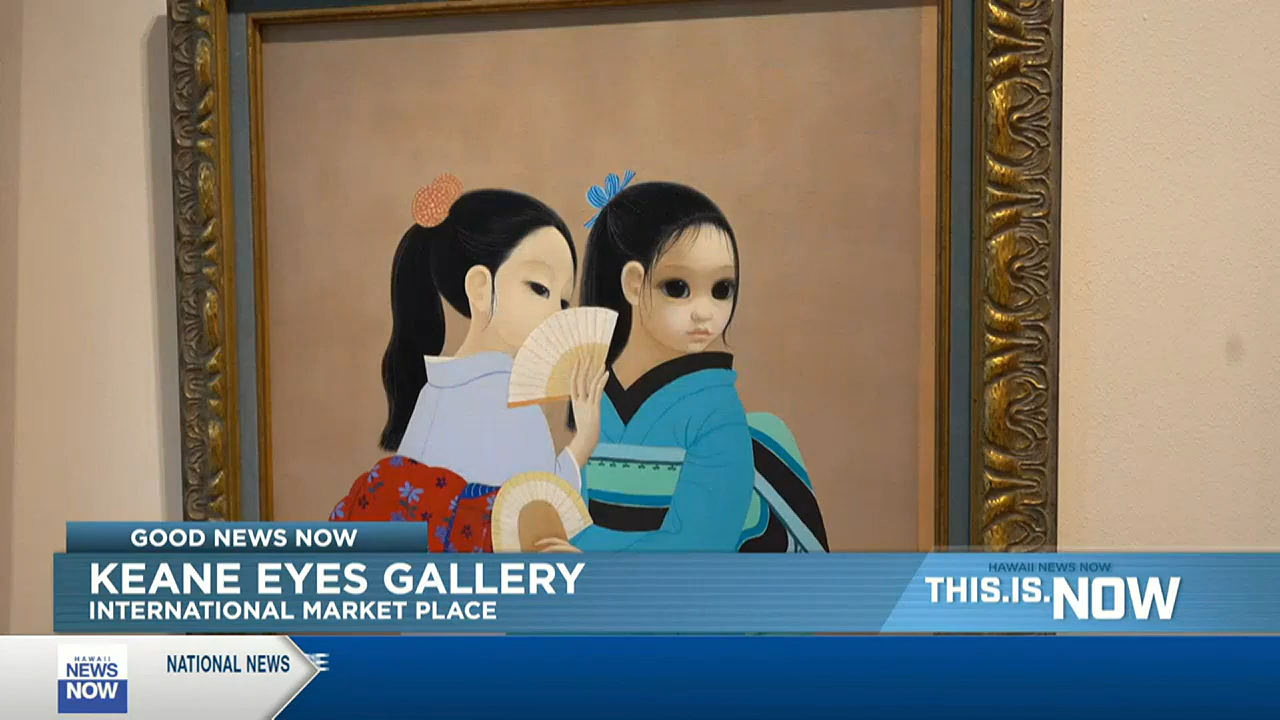 GOOD NEWS NOW
KEANE EYES GALLERY
INTERNATIONAL MARKET PLACE
HAWAII NEWS NOW
THIS.IS.NOW
HAWAII
NEWS
NOW
NATIONAL NEWS